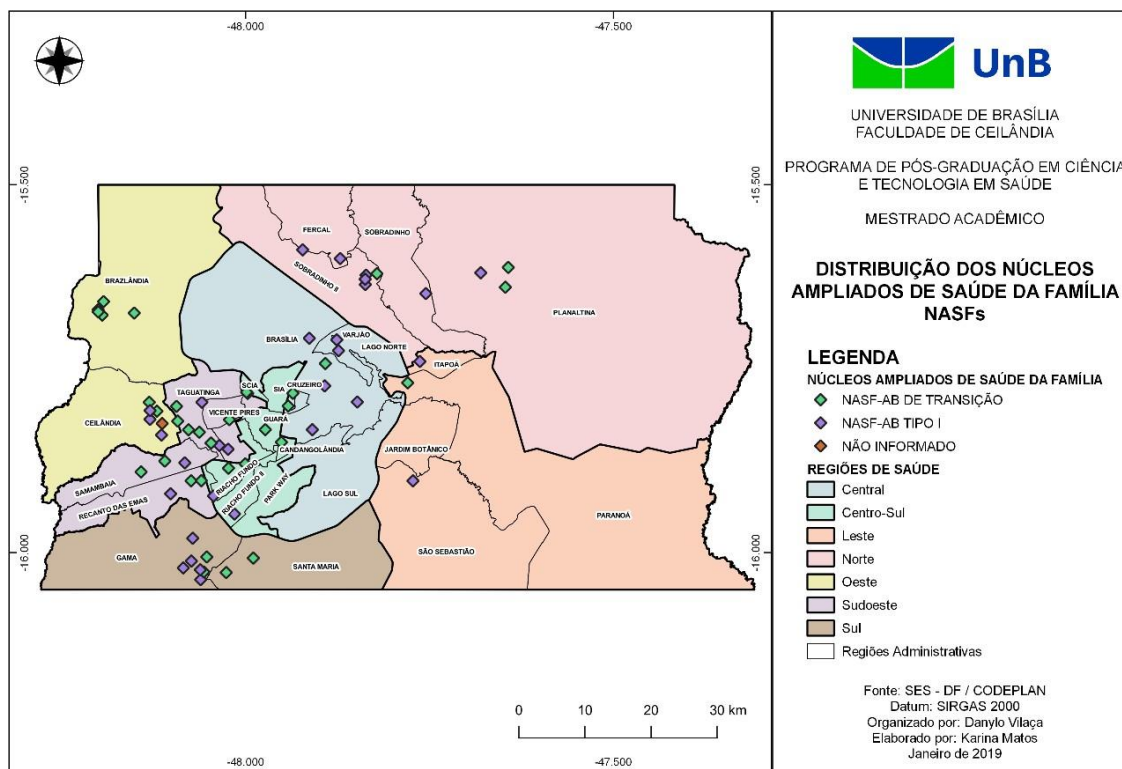 -48.000
-47.500
-15.500
-15.500
-16.000
-16.000
FERCAL
SOBRADINHO
SOBRADINHO II
BRAZLÂNDIA
PLANALTINA
BRASÍLIA
VARJÃO
LAGO NORTE
ITAPOÃ
SCIA
SIA
CRUZEIRO
TAGUATINGA
VICENTE PIRES
GUARÁ
CEILÂNDIA
CANDANGOLÂNDIA
JARDIM BOTÂNICO
SAMAMBAIA
RIACHO FUNDO
RIACHO FUNDO II
PARK WAY
LAGO SUL
RECANTO DAS EMAS
PARANOÁ
GAMA
SANTA MARIA
SÃO SEBASTIÃO
0 10 20 30 km
-48.000
-47.500
UnB
UNIVERSIDADE DE BRASÍLIA
FACULDADE DE CEILÂNDIA
PROGRAMA DE PÓS-GRADUAÇÃO EM CIÊNCIA
E TECNOLOGIA EM SAÚDE
MESTRADO ACADÊMICO
DISTRIBUIÇÃO DOS NÚCLEOS
AMPLIADOS DE SAÚDE DA FAMÍLIA
NASFs
LEGENDA
NÚCLEOS AMPLIADOS DE SAÚDE DA FAMÍLIA
NASF-AB DE TRANSIÇÃO
NASF-AB TIPO I
NÃO INFORMADO
REGIÕES DE SAÚDE
Central
Centro-Sul
Leste
Norte
Oeste
Sudoeste
Sul
Regiões Administrativas
Fonte: SES - DF / CODEPLAN
Datum: SIRGAS 2000
Organizado por: Danylo Vilaça
Elaborado por: Karina Matos
Janeiro de 2019